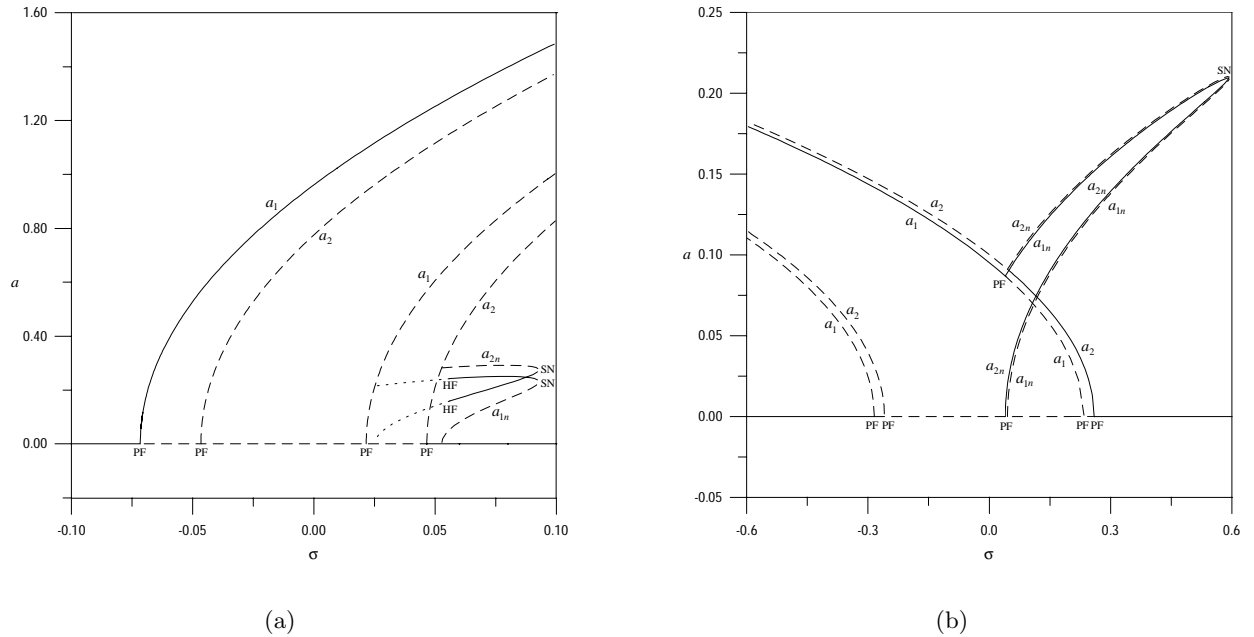 1.60
1.20
0.80
0.40
0.00
a
-0.10
-0.05
0.00
0.05
0.10
σ
a1
a2
a1
a2
a2n
SN
HF
SN
HF
a1n
PF
PF
PF
PF
(a)
0.25
0.20
0.15
0.10
0.05
0.00
-0.05
a
-0.6
-0.3
0.0
0.3
0.6
σ
SN
a2n
a1n
a2
a1
a2n
a1n
PF
a2
a1
a1
a2
a2n
a1n
PF
PF
PF
PF
PF
(b)